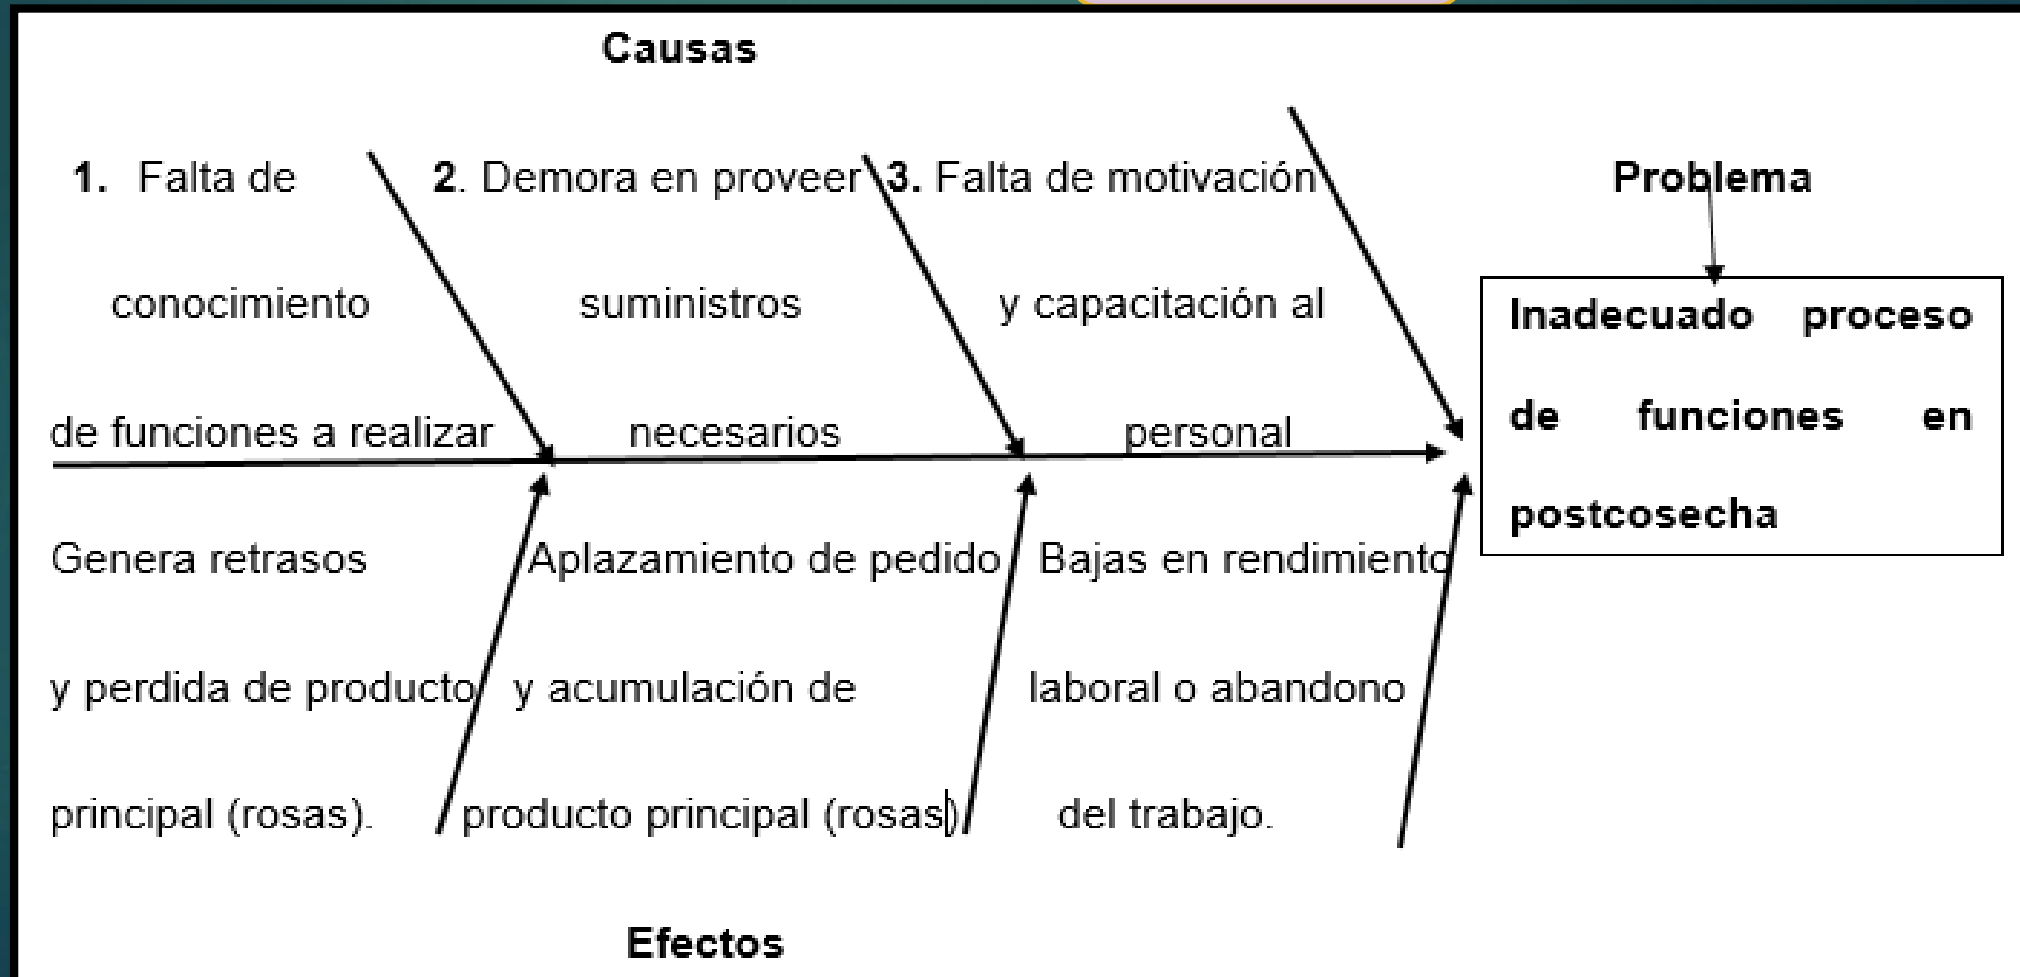 Causas
1. Falta de
conocimiento
de funciones a realizar
2. Demora en proveer
suministros
necesarios
3. Falta de motivación
y capacitación al
personal
Problema
Inadecuado proceso
de funciones en
postcosecha
Genera retrasos
y perdida de producto
principal (rosas).
Aplazamiento de pedido
y acumulación de
producto principal (rosas)
Bajas en rendimiento
laboral o abandono
del trabajo.
Efectos